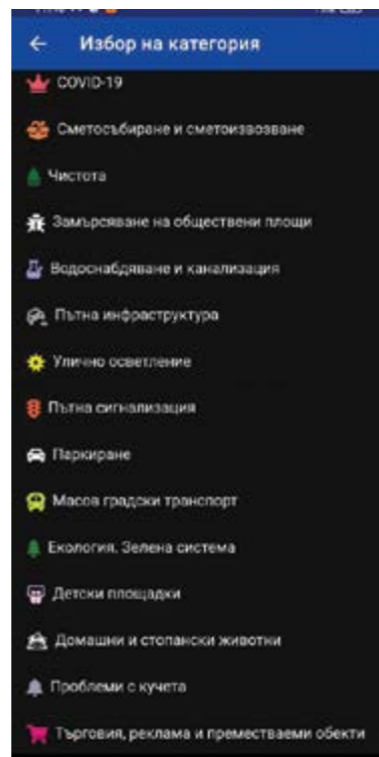 Избор на категория
COVID-19
Сметосъбиране и сметоизвозване
Чистота
Замърсяване на обществени площи
Водоснабдяване и канализация
Пътна инфраструктура
Улично осветление
Пътна сигнализация
Паркиране
Масов градски транспорт
Екология. Зелена система
Детски площадки
Домашни и стопански животни
Проблеми с кучета
Търговия, реклама и преместваеми обекти